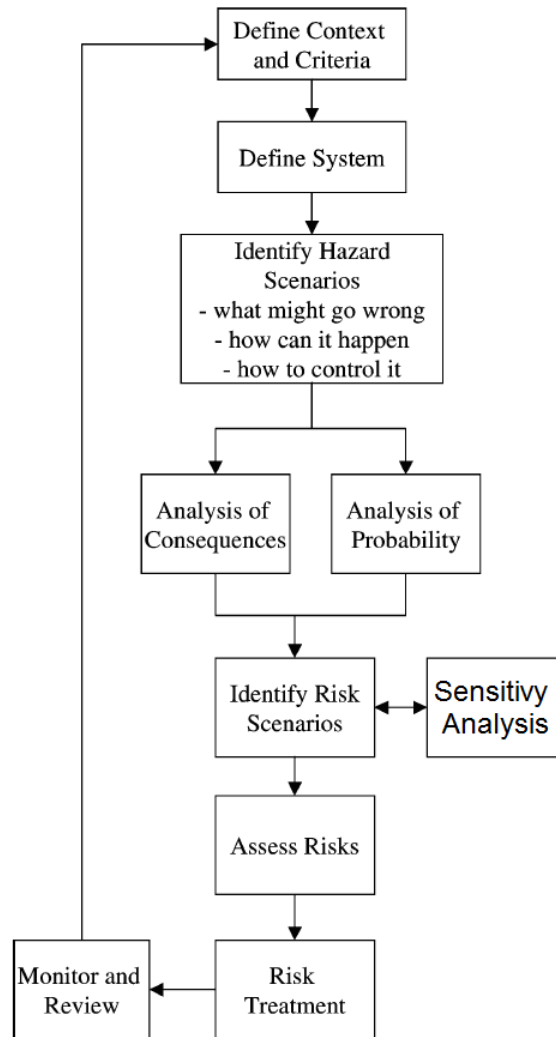 Define Context
and Criteria
Define System
Identify Hazard
Scenarios
- what might go wrong
- how can it happen
- how to control it
Analysis of
Consequences
Analysis of
Probability
Identify Risk
Scenarios
Sensitivy
Analysis
Assess Risks
Monitor and
Review
Risk
Treatment